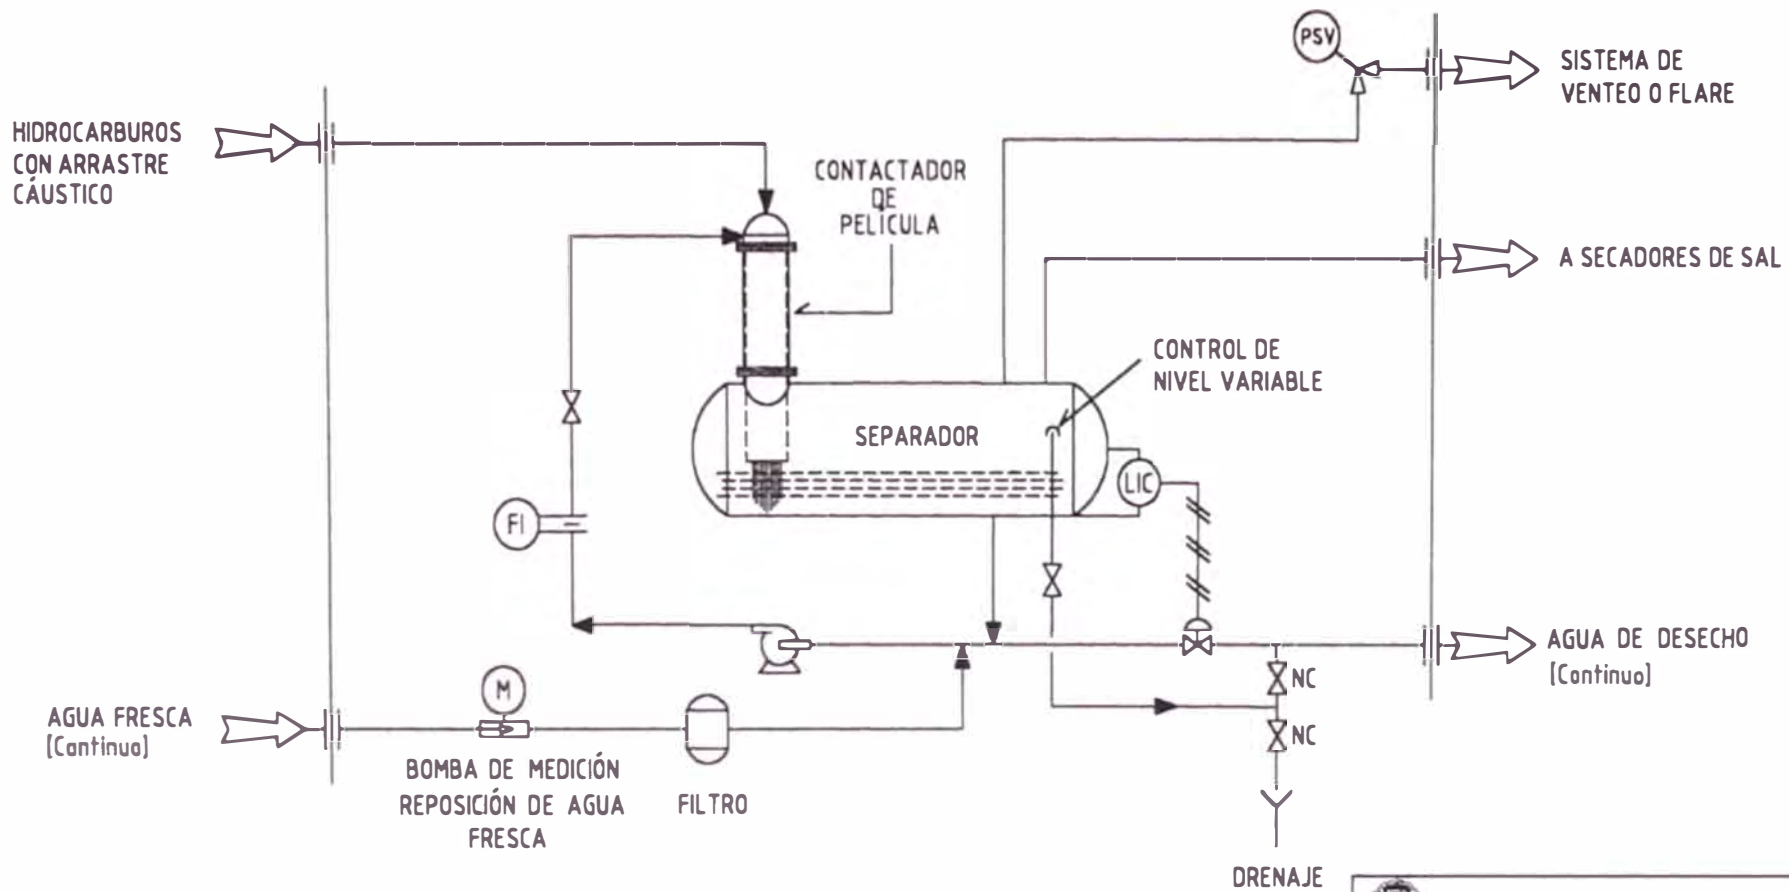 PSV
SISTEMA DE
VENTEO O FLARE
HIDROCARBUROS
CON ARRASTRE
CÁUSTICO
CONTACTADOR
DE
PELÍCULA
A SECADORES DE SAL
CONTROL DE
NIVEL VARIABLE
SEPARADOR
LIC
FI
AGUA DE DESECHO
[Continuo]
NC
M
AGUA FRESCA
[Continuo]
NC
BOMBA DE MEDICIÓN
REPOSICIÓN DE AGUA
FRESCA
FILTRO
DRENAJE